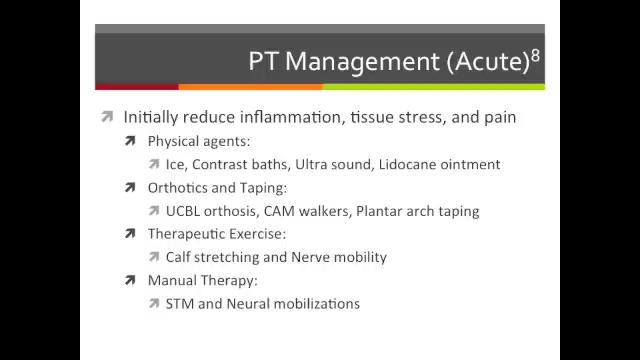 PT Management (Acute)8
Initially reduce inflammation, tissue stress, and pain
Physical agents:
Ice, Contrast baths, Ultra sound, Lidocane ointment
Orthotics and Taping:
UCBL orthosis, CAM walkers, Plantar arch taping
Therapeutic Exercise:
Calf stretching and Nerve mobility
Manual Therapy:
STM and Neural mobilizations